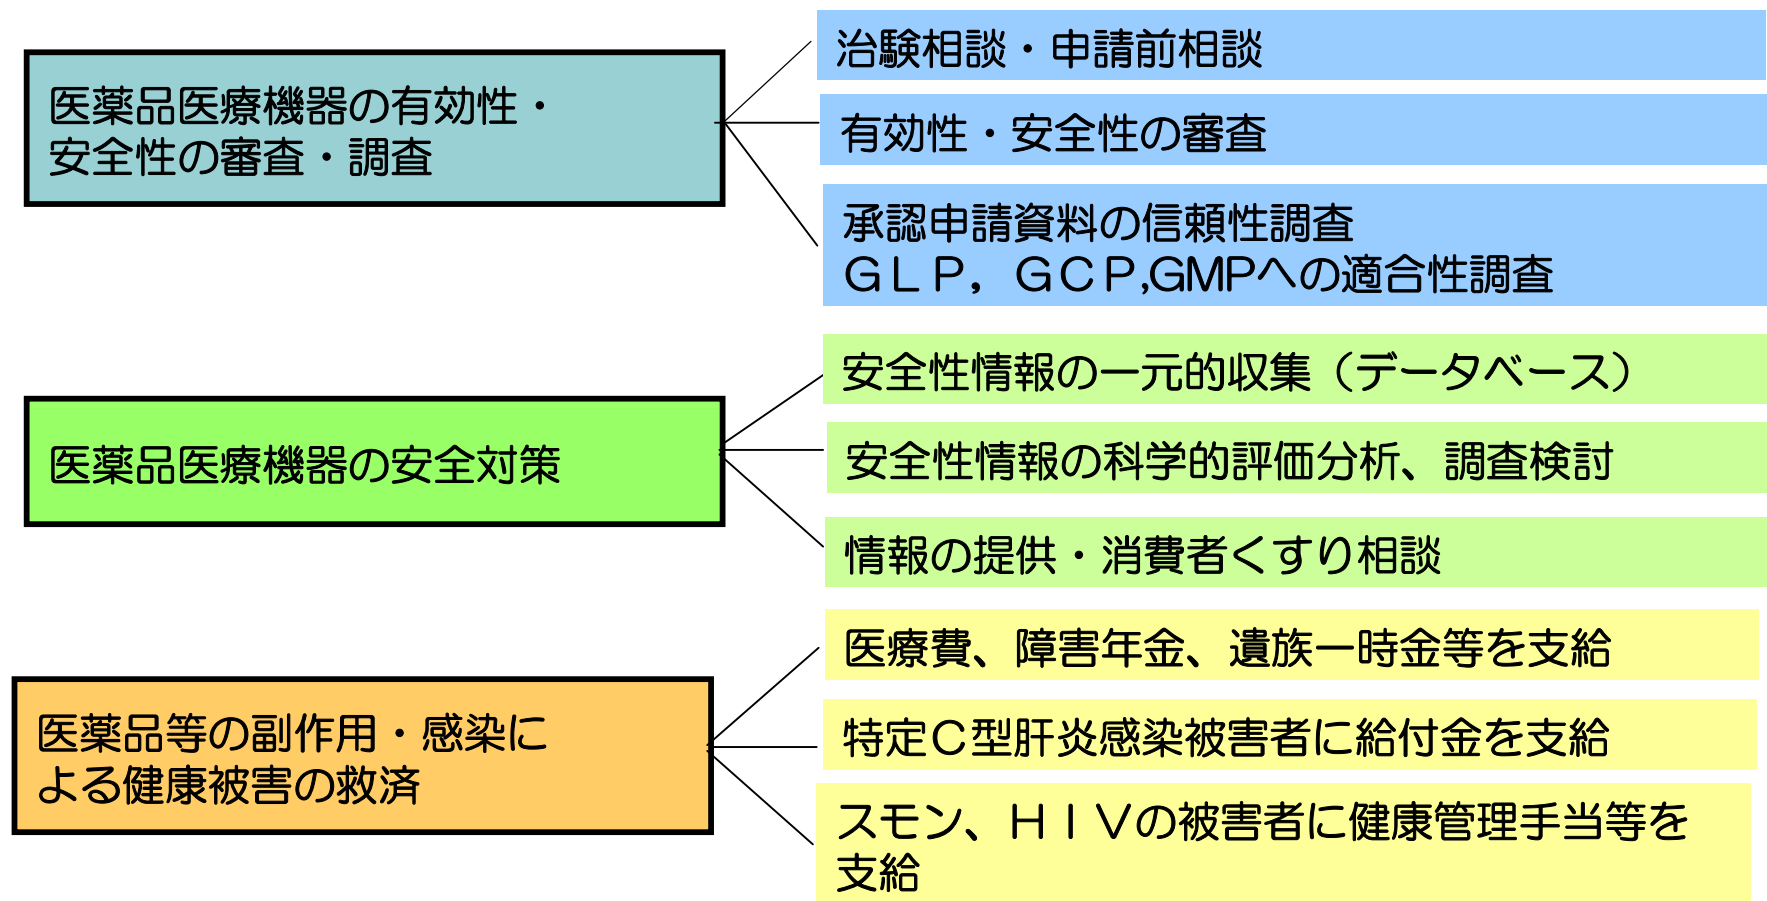 医薬品医療機器の有効性・
安全性の審査・調査
治験相談・申請前相談
有効性・安全性の審査
承認申請資料の信頼性調査
ＧＬＰ，ＧＣＰ,GMPへの適合性調査
医薬品医療機器の安全対策
安全性情報の一元的収集（データベース）
安全性情報の科学的評価分析、調査検討
情報の提供・消費者くすり相談
医薬品等の副作用・感染に
よる健康被害の救済
医療費、障害年金、遺族一時金等を支給
特定Ｃ型肝炎感染被害者に給付金を支給
スモン、ＨＩＶの被害者に健康管理手当等を
支給